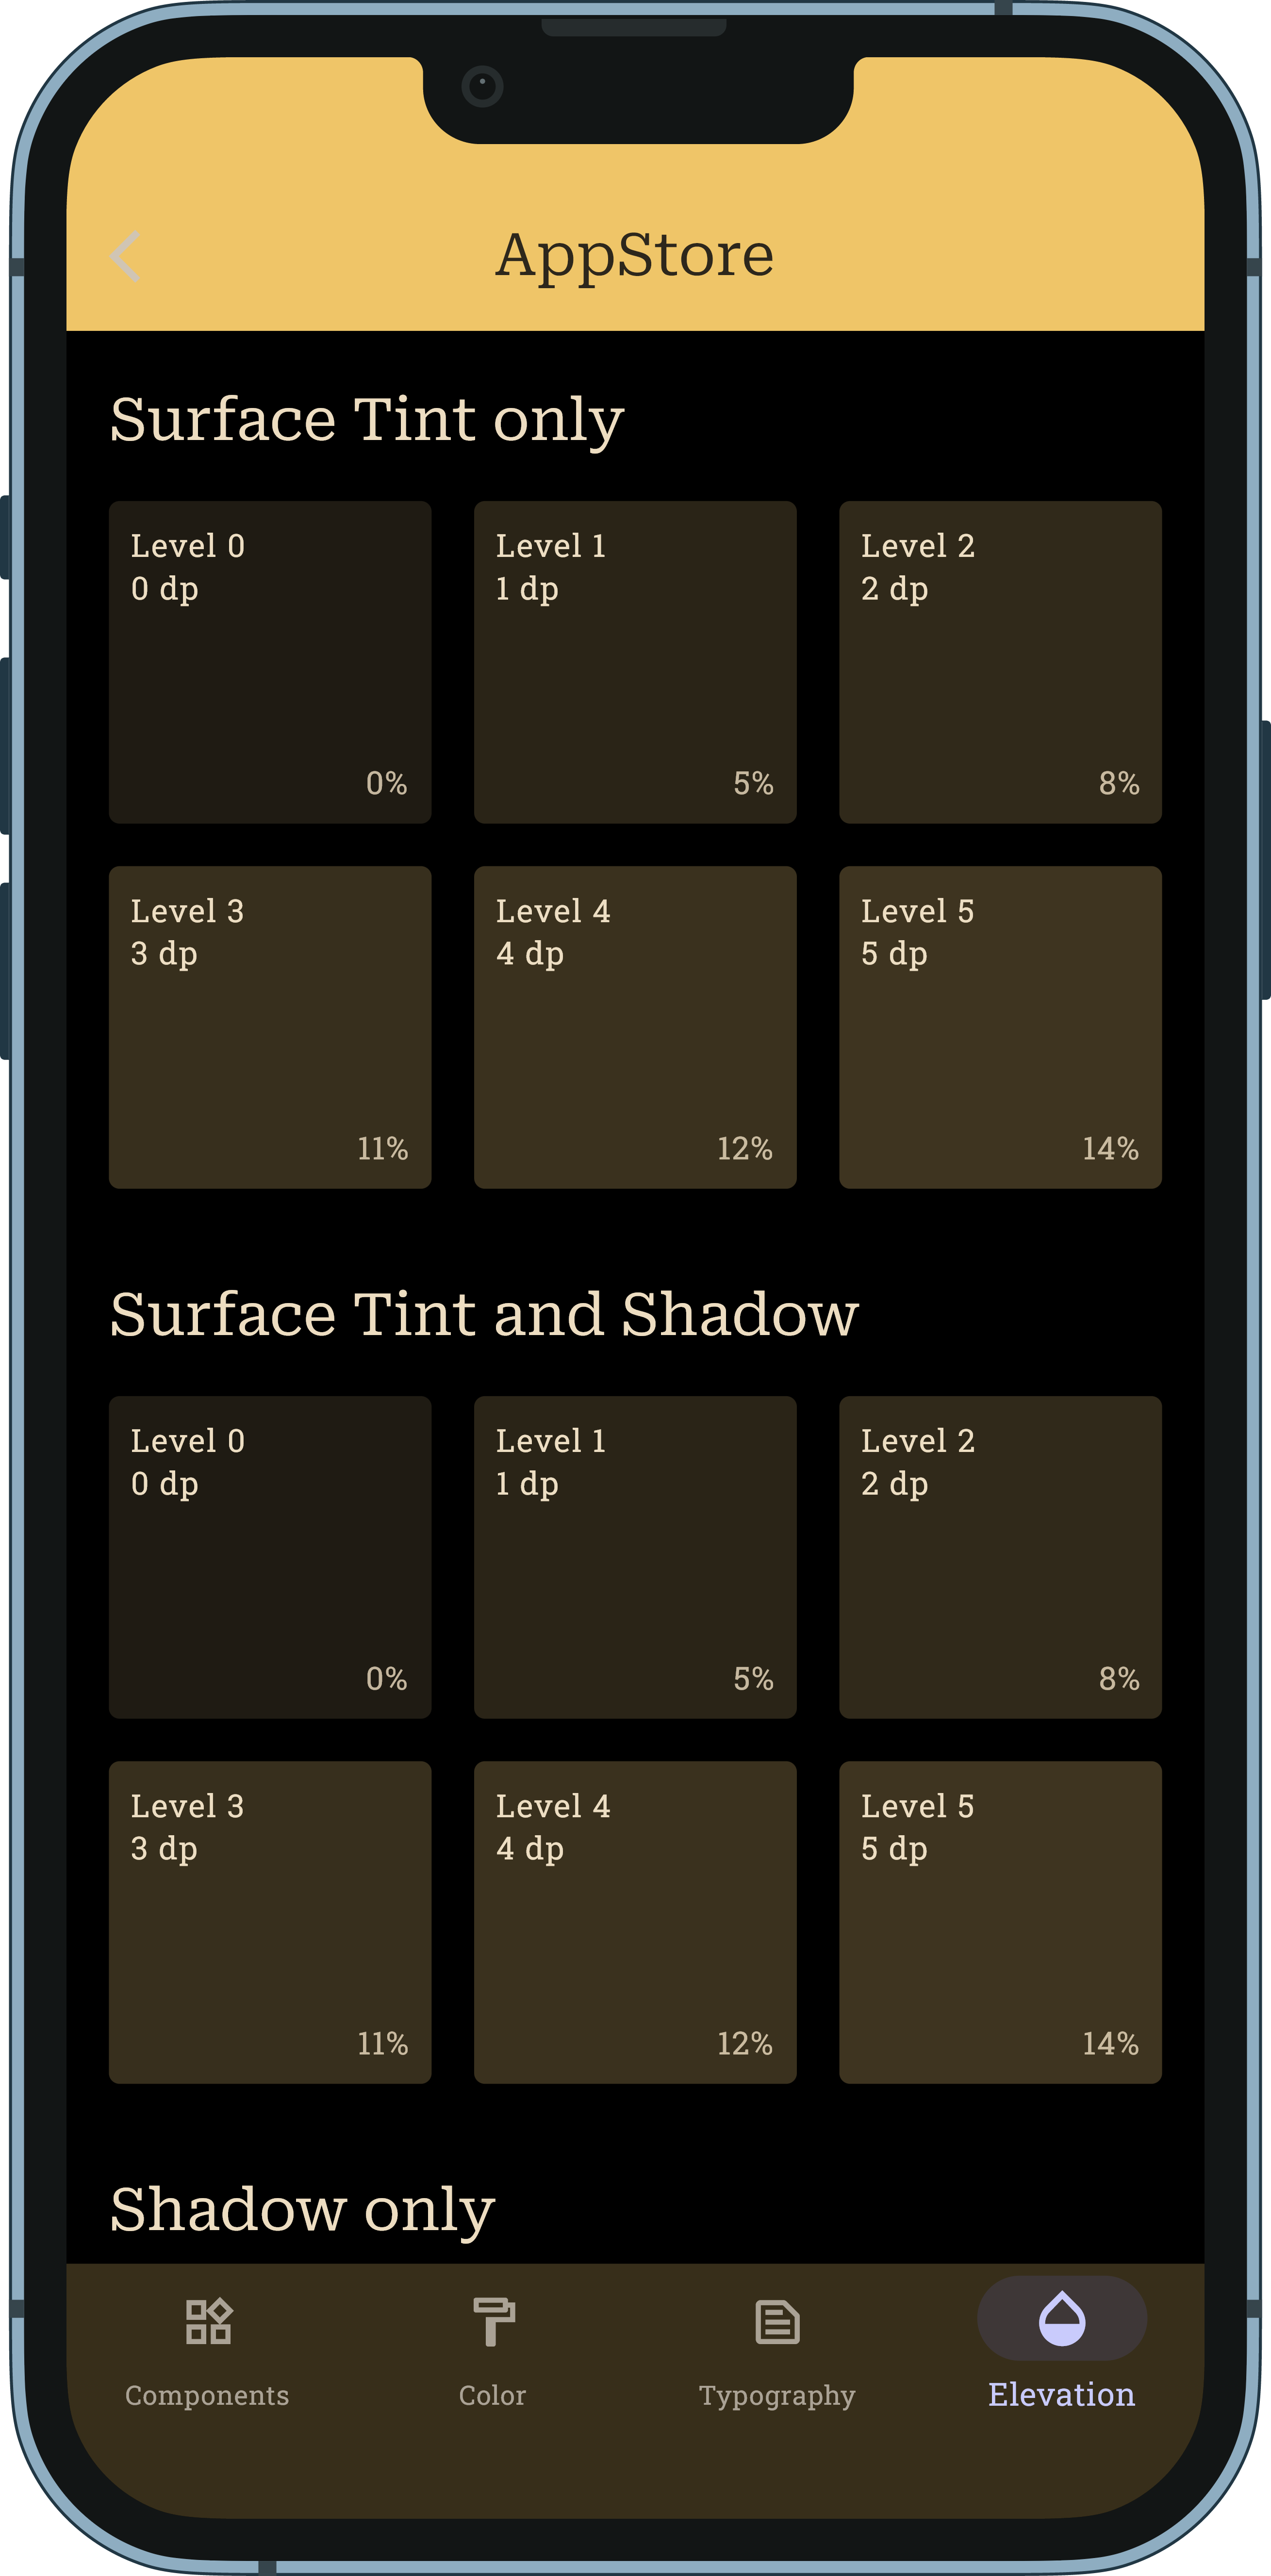 AppStore
Surface Tint only
Level 0
0 dp
0%
Level 1
1 dp
5%
Level 2
2 dp
8%
Level 3
3 dp
11%
Level 4
4 dp
12%
Level 5
5 dp
14%
Surface Tint and Shadow
Level 0
0 dp
0%
Level 1
1 dp
5%
Level 2
2 dp
8%
Level 3
3 dp
11%
Level 4
4 dp
12%
Level 5
5 dp
14%
Shadow only
Components
Color
Typography
Elevation